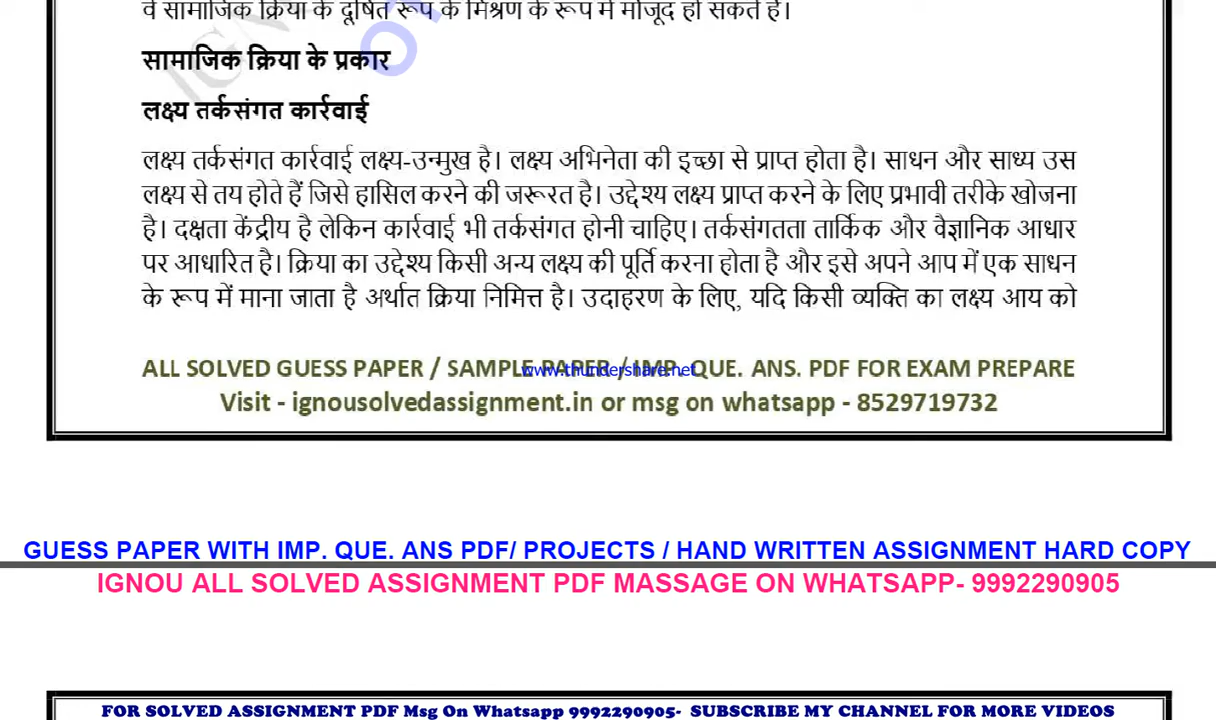 वे सामाजिक क्रिया के दूषित रूप के मिश्रण के रूप में मौजूद हो सकते हैं।
सामाजिक क्रिया के प्रकार
लक्ष्य तर्कसंगत कार्रवाई
लक्ष्य तर्कसंगत कार्रवाई लक्ष्य-उन्मुख है। लक्ष्य अभिनेता की इच्छा से प्राप्त होता है। साधन और साध्य उस
लक्ष्य से तय होते हैं जिसे हासिल करने की जरूरत है। उद्देश्य लक्ष्य प्राप्त करने के लिए प्रभावी तरीके खोजना
है। दक्षता केंद्रीय है लेकिन कार्रवाई भी तर्कसंगत होनी चाहिए। तर्कसंगतता तार्किक और वैज्ञानिक आधार
पर आधारित है। क्रिया का उद्देश्य किसी अन्य लक्ष्य की पूर्ति करना होता है और इसे अपने आप में एक साधन
के रूप में माना जाता है अर्थात क्रिया निमित्त है। उदाहरण के लिए, यदि किसी व्यक्ति का लक्ष्य आय को
ALL SOLVED GUESS PAPER / SAMPLE PAPER / IMP. QUE. ANS. PDF FOR EXAM PREPARE
www.thundershare.net
Visit - ignousolvedassignment.in or msg on whatsapp - 8529719732
GUESS PAPER WITH IMP. QUE. ANS PDF/ PROJECTS / HAND WRITTEN ASSIGNMENT HARD COPY
IGNOU ALL SOLVED ASSIGNMENT PDF MASSAGE ON WHATSAPP- 9992290905
FOR SOLVED ASSIGNMENT PDF Msg On Whatsapp 9992290905- SUBSCRIBE MY CHANNEL FOR MORE VIDEOS